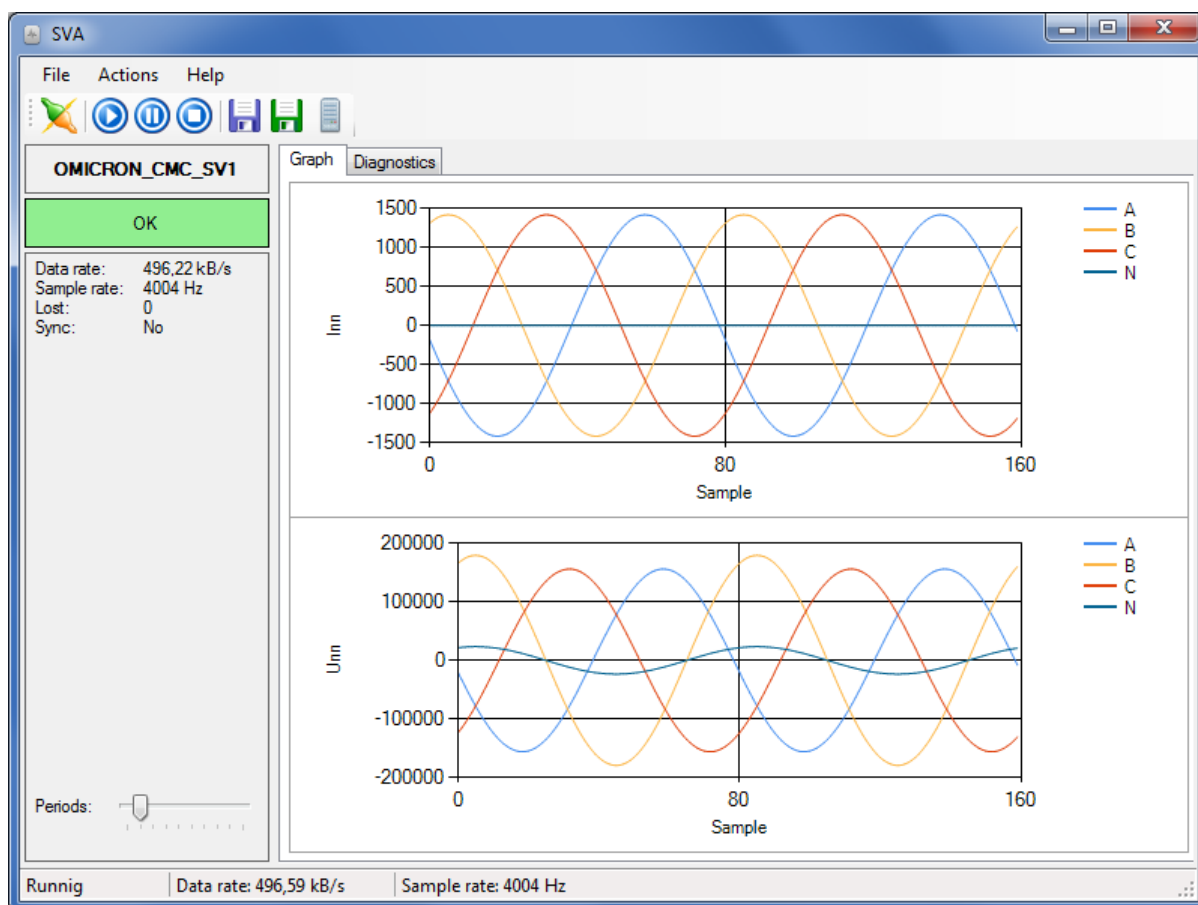 SVA
File Actions Help
OMICRON_CMC_SV1
OK
Data rate: 496,22 kB/s
Sample rate: 4004 Hz
Lost: 0
Sync: No
Periods:
Graph Diagnostics
1500
1000
500
0
-500
-1000
-1500
Inn
0 80 160
Sample
A
B
C
N
200000
100000
0
-100000
-200000
Unn
0 80 160
Sample
A
B
C
N
Runnig Data rate: 496,59 kB/s Sample rate: 4004 Hz